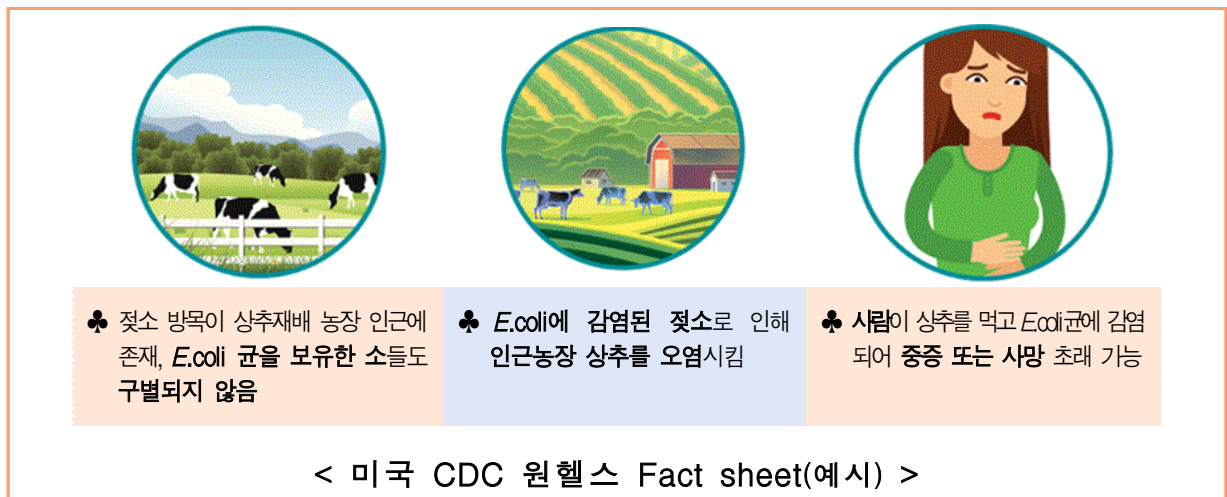 ♣ 젖소 방목이 상추재배 농장 인근에
존재, E.coli 균을 보유한 소들도
구별되지 않음
♣ E.coli에 감염된 젖소로 인해
인근농장 상추를 오염시킴
♣ 사람이 상추를 먹고 E.coli균에 감염
되어 중증 또는 사망 초래 가능
< 미국 CDC 원헬스 Fact sheet(예시) >